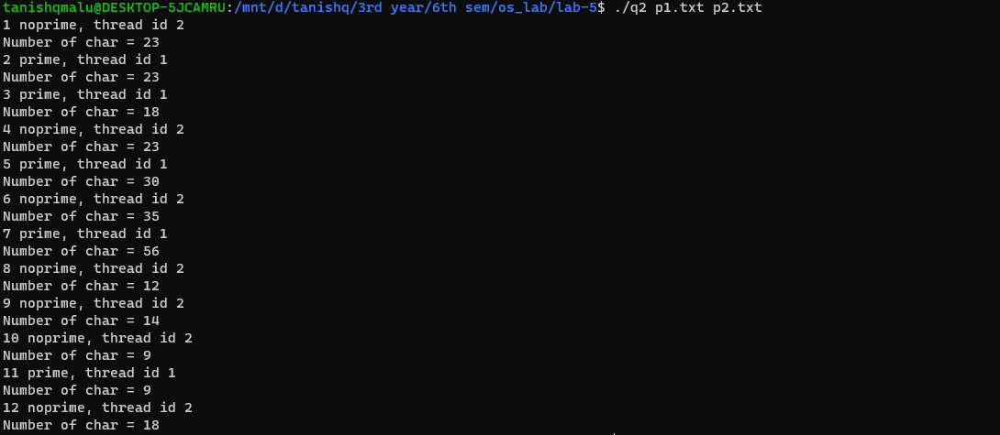 tanishqmalu@DESKTOP-5JCAMRU:/mnt/d/tanishq/3rd year/6th sem/os_lab/lab-5$ ./q2 p1.txt p2.txt
1 noprime, thread id 2
Number of char = 23
2 prime, thread id 1
Number of char = 23
3 prime, thread id 1
Number of char = 18
4 noprime, thread id 2
Number of char = 23
5 prime, thread id 1
Number of char = 30
6 noprime, thread id 2
Number of char = 35
7 prime, thread id 1
Number of char = 56
8 noprime, thread id 2
Number of char = 12
9 noprime, thread id 2
Number of char = 14
10 noprime, thread id 2
Number of char = 9
11 prime, thread id 1
Number of char = 9
12 noprime, thread id 2
Number of char = 18